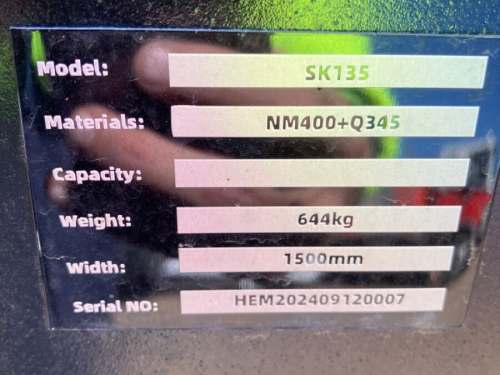 Model: SK135
Materials: NM400+Q345
Capacity:
Weight: 644kg
Width: 1500mm
Serial NO: HEM202409120007